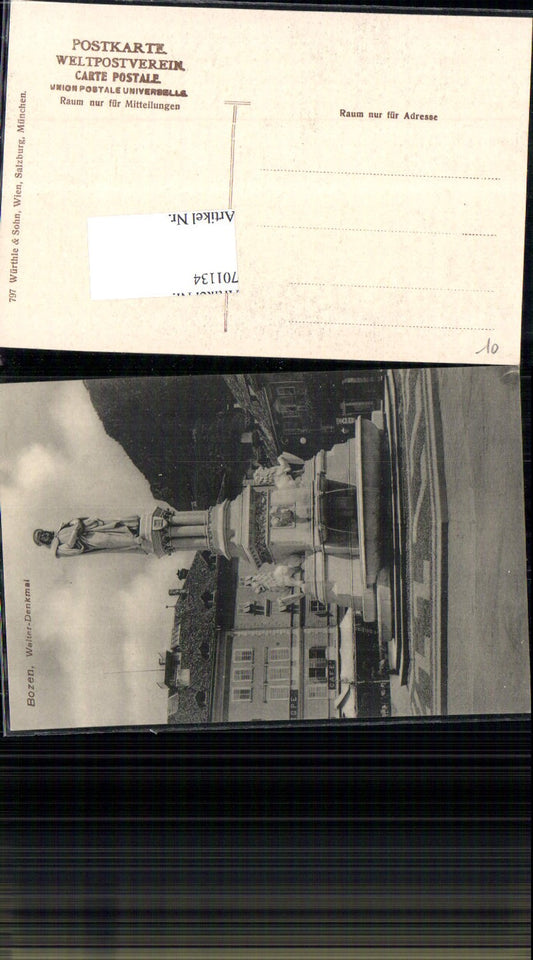 POSTKARTE.
WELTPOSTVEREIN.
CARTE POSTALE.
UNION POSTALE UNIVERSELLE.
Raum nur für Mitteilungen
Raum nur für Adresse
797 Würthle & Sohn, Wien, Salzburg, München.
Artikel Nr.
701134
10
Bozen, Walter-Denkmal
CAFÉ